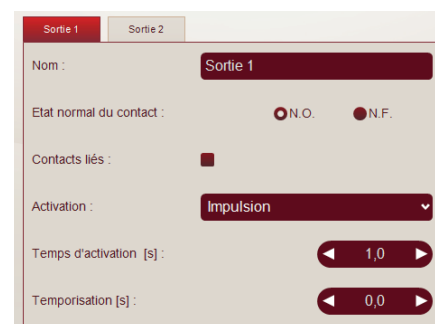 Sortie 1 Sortie 2
Nom : Sortie 1
Etat normal du contact : N.O. N.F.
Contacts liés :
Activation : Impulsion
Temps d'activation [s] : 1,0
Temporisation [s] : 0,0